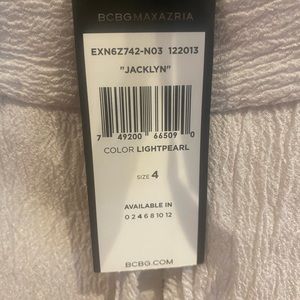 BCBGMAXAZRIA
EXN6Z742-N03 122013
"JACKLYN"
7 49200 66509 0
COLOR LIGHTPEARL
SIZE 4
AVAILABLE IN
0 2 4 6 8 10 12
BCBG.COM